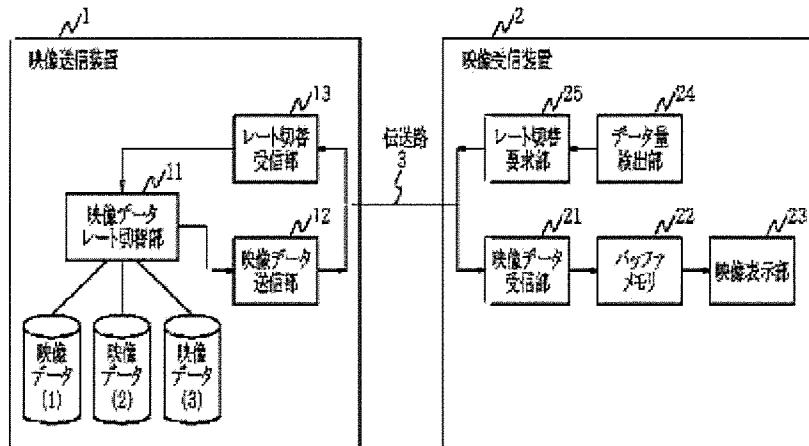 1
映像送信装置
13
レート切替
受信部
11
映像データ
レート切替部
12
映像データ
送信部
映像
データ
(1)
映像
データ
(2)
映像
データ
(3)
伝送路
3
2
映像受信装置
25
レート切替
要求部
24
データ量
検出部
21
映像データ
受信部
22
バッファ
メモリ
23
映像表示部